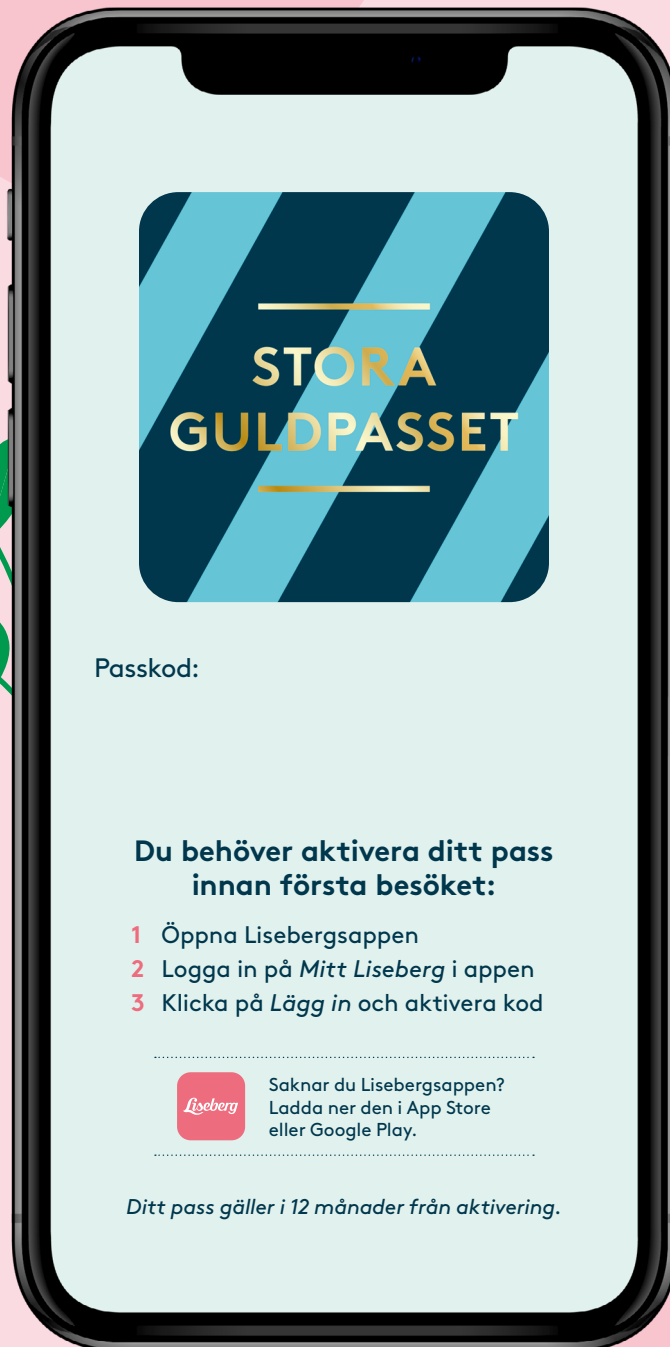 STORA
GULDPASSET
Passkod:
Du behöver aktivera ditt pass
innan första besöket:
1 Öppna Lisebergsappen
2 Logga in på Mitt Liseberg i appen
3 Klicka på Lägg in och aktivera kod
Liseberg
Saknar du Lisebergsappen?
Ladda ner den i App Store
eller Google Play.
Ditt pass gäller i 12 månader från aktivering.